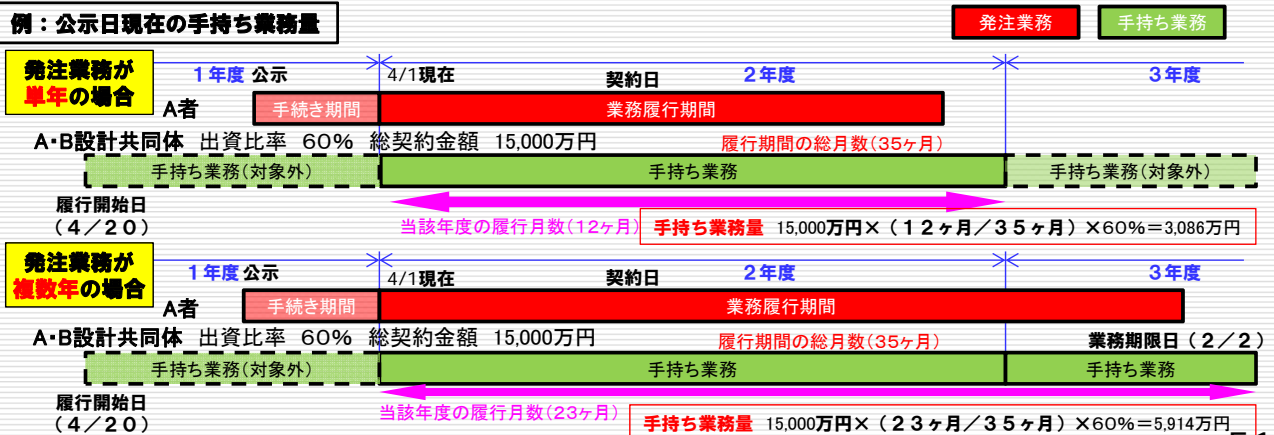 例：公示日現在の手持ち業務量
発注業務 手持ち業務
発注業務が
単年の場合
1年度 公示 4/1現在 契約日 2年度 3年度
A者 手続き期間 業務履行期間
A・B設計共同体 出資比率 60% 総契約金額 15,000万円 履行期間の総月数(35ヶ月)
手持ち業務(対象外) 手持ち業務 手持ち業務(対象外)
履行開始日
(4/20)
当該年度の履行月数(12ヶ月) 手持ち業務量 15,000万円×(12ヶ月/35ヶ月)×60%=3,086万円
発注業務が
複数年の場合
1年度 公示 4/1現在 契約日 2年度 3年度
A者 手続き期間 業務履行期間
A・B設計共同体 出資比率 60% 総契約金額 15,000万円 履行期間の総月数(35ヶ月) 業務期限日(2/2)
手持ち業務(対象外) 手持ち業務 手持ち業務
履行開始日
(4/20)
当該年度の履行月数(23ヶ月) 手持ち業務量 15,000万円×(23ヶ月/35ヶ月)×60%=5,914万円